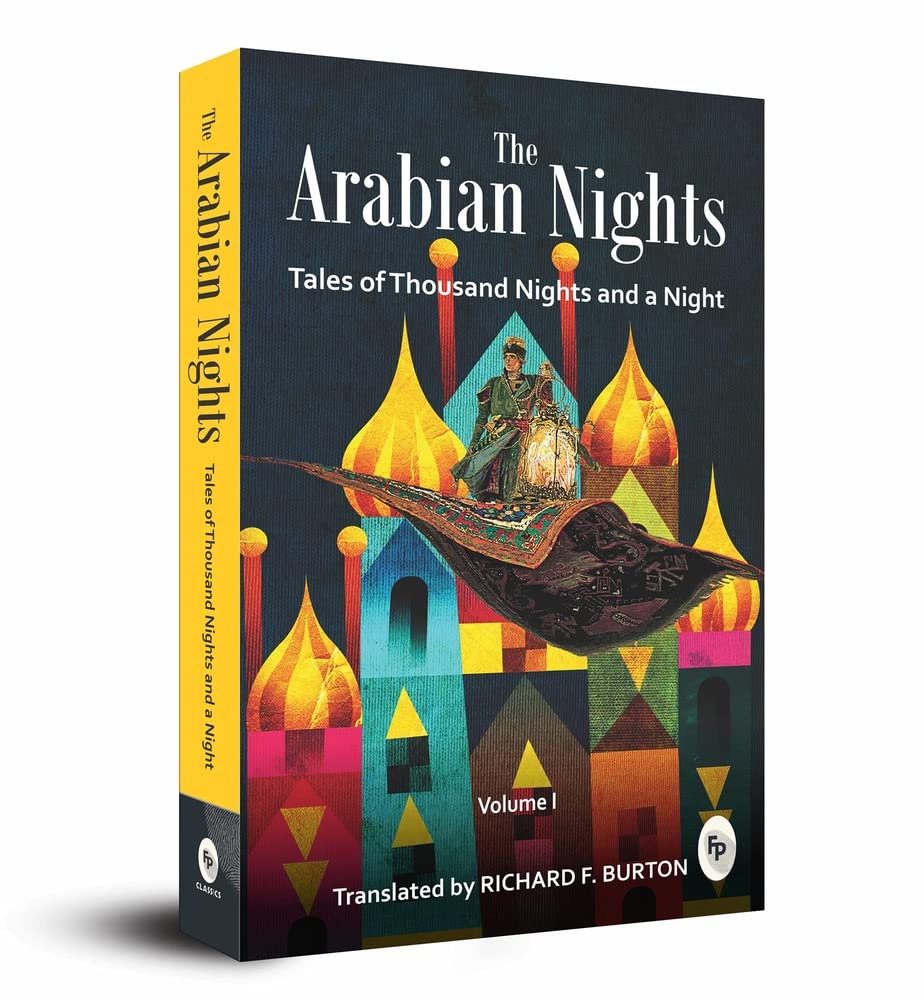 The
Arabian Nights
Tales of Thousand Nights and a Night
Volume I
Translated by RICHARD F. BURTON
FP
The Arabian Nights Tales of Thousand Nights and a Night
FP
CLASSICS